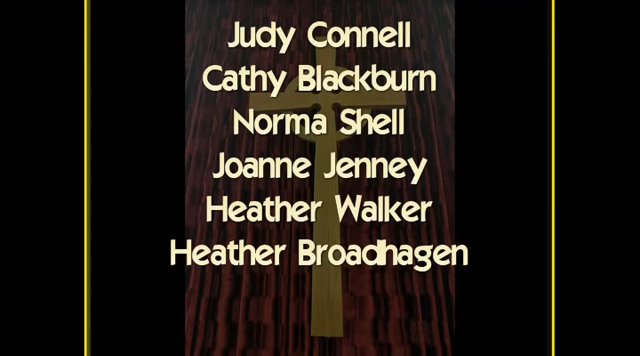 Judy Connell
Cathy Blackburn
Norma Shell
Joanne Jenney
Heather Walker
Heather Broadhagen